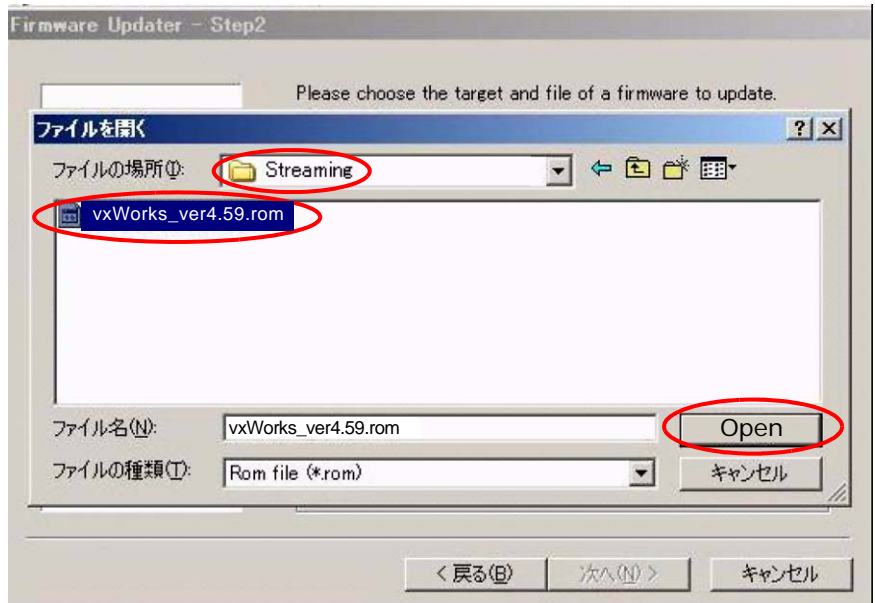 Firmware Updater - Step2
Please choose the target and file of a firmware to update.
ファイルを開く
ファイルの場所(I): Streaming
vxWorks_ver4.59.rom
ファイル名(N): vxWorks_ver4.59.rom Open
ファイルの種類(T): Rom file (*.rom) キャンセル
< 戻る(B) 次へ(N) > キャンセル